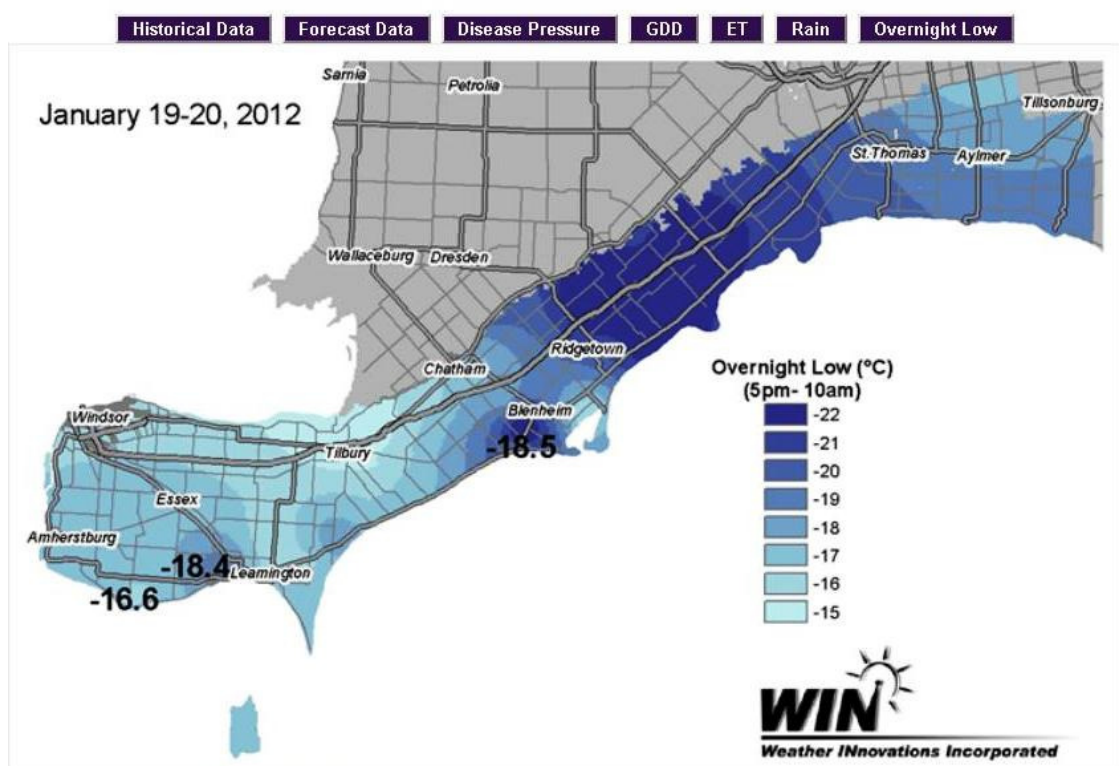 Historical Data
Forecast Data
Disease Pressure
GDD
ET
Rain
Overnight Low
January 19-20, 2012
Sarnia
Petrolia
Tillsonburg
St.Thomas
Aylmer
Wallaceburg
Dresden
Ridgetown
Chatham
Blenheim
-18.5
Windsor
Tilbury
Essex
Amherstburg
-18.4
Leamington
-16.6
Overnight Low (°C)
(5pm- 10am)
-22
-21
-20
-19
-18
-17
-16
-15
WIN
Weather INnovations Incorporated